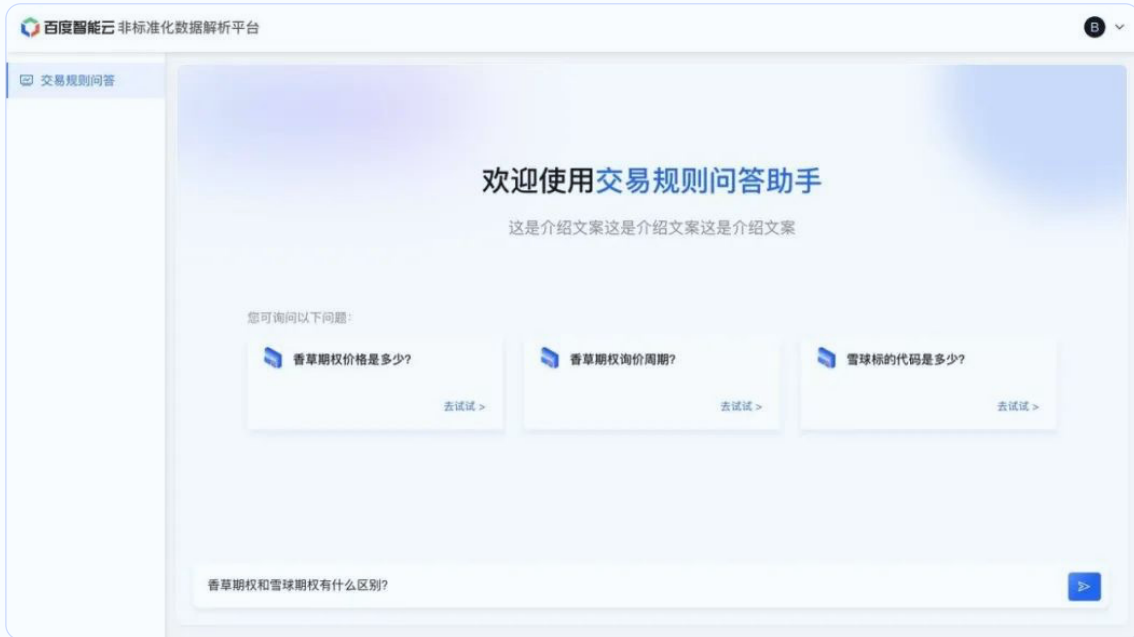 百度智能云 非标准化数据解析平台
B
交易规则问答
欢迎使用交易规则问答助手
这是介绍文案这是介绍文案这是介绍文案
您可询问以下问题:
香草期权价格是多少?
去试试 >
香草期权询价周期?
去试试 >
雪球标的代码是多少?
去试试 >
香草期权和雪球期权有什么区别?